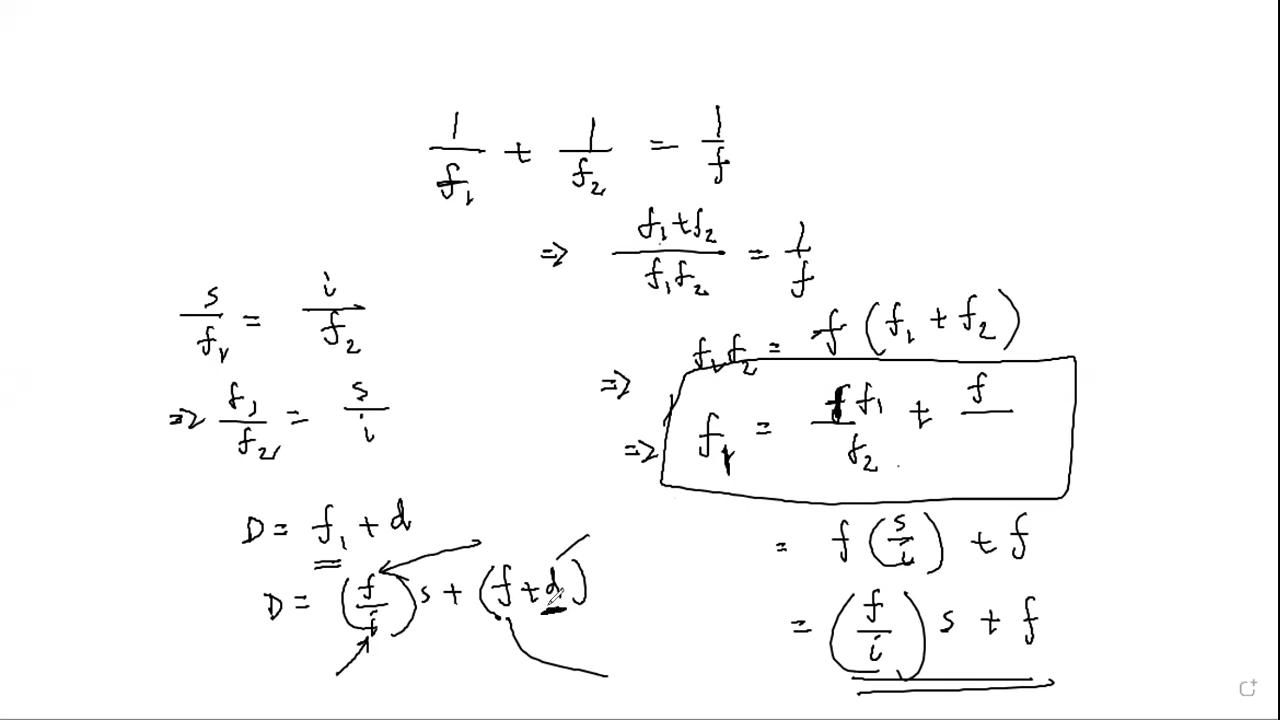 1/f₁ + 1/f₂ = 1/f
⇒ (f₁+f₂)/(f₁f₂) = 1/f
s/f₁ = i/f₂
⇒ f₁/f₂ = s/i
⇒ f₁f₂ = f (f₁ + f₂)
⇒ f₁ = f f₁/f₂ + f
= f (s/i) + f
= (f/i) s + f
D = f₁ + d
D = (f/i) s + (f+d)